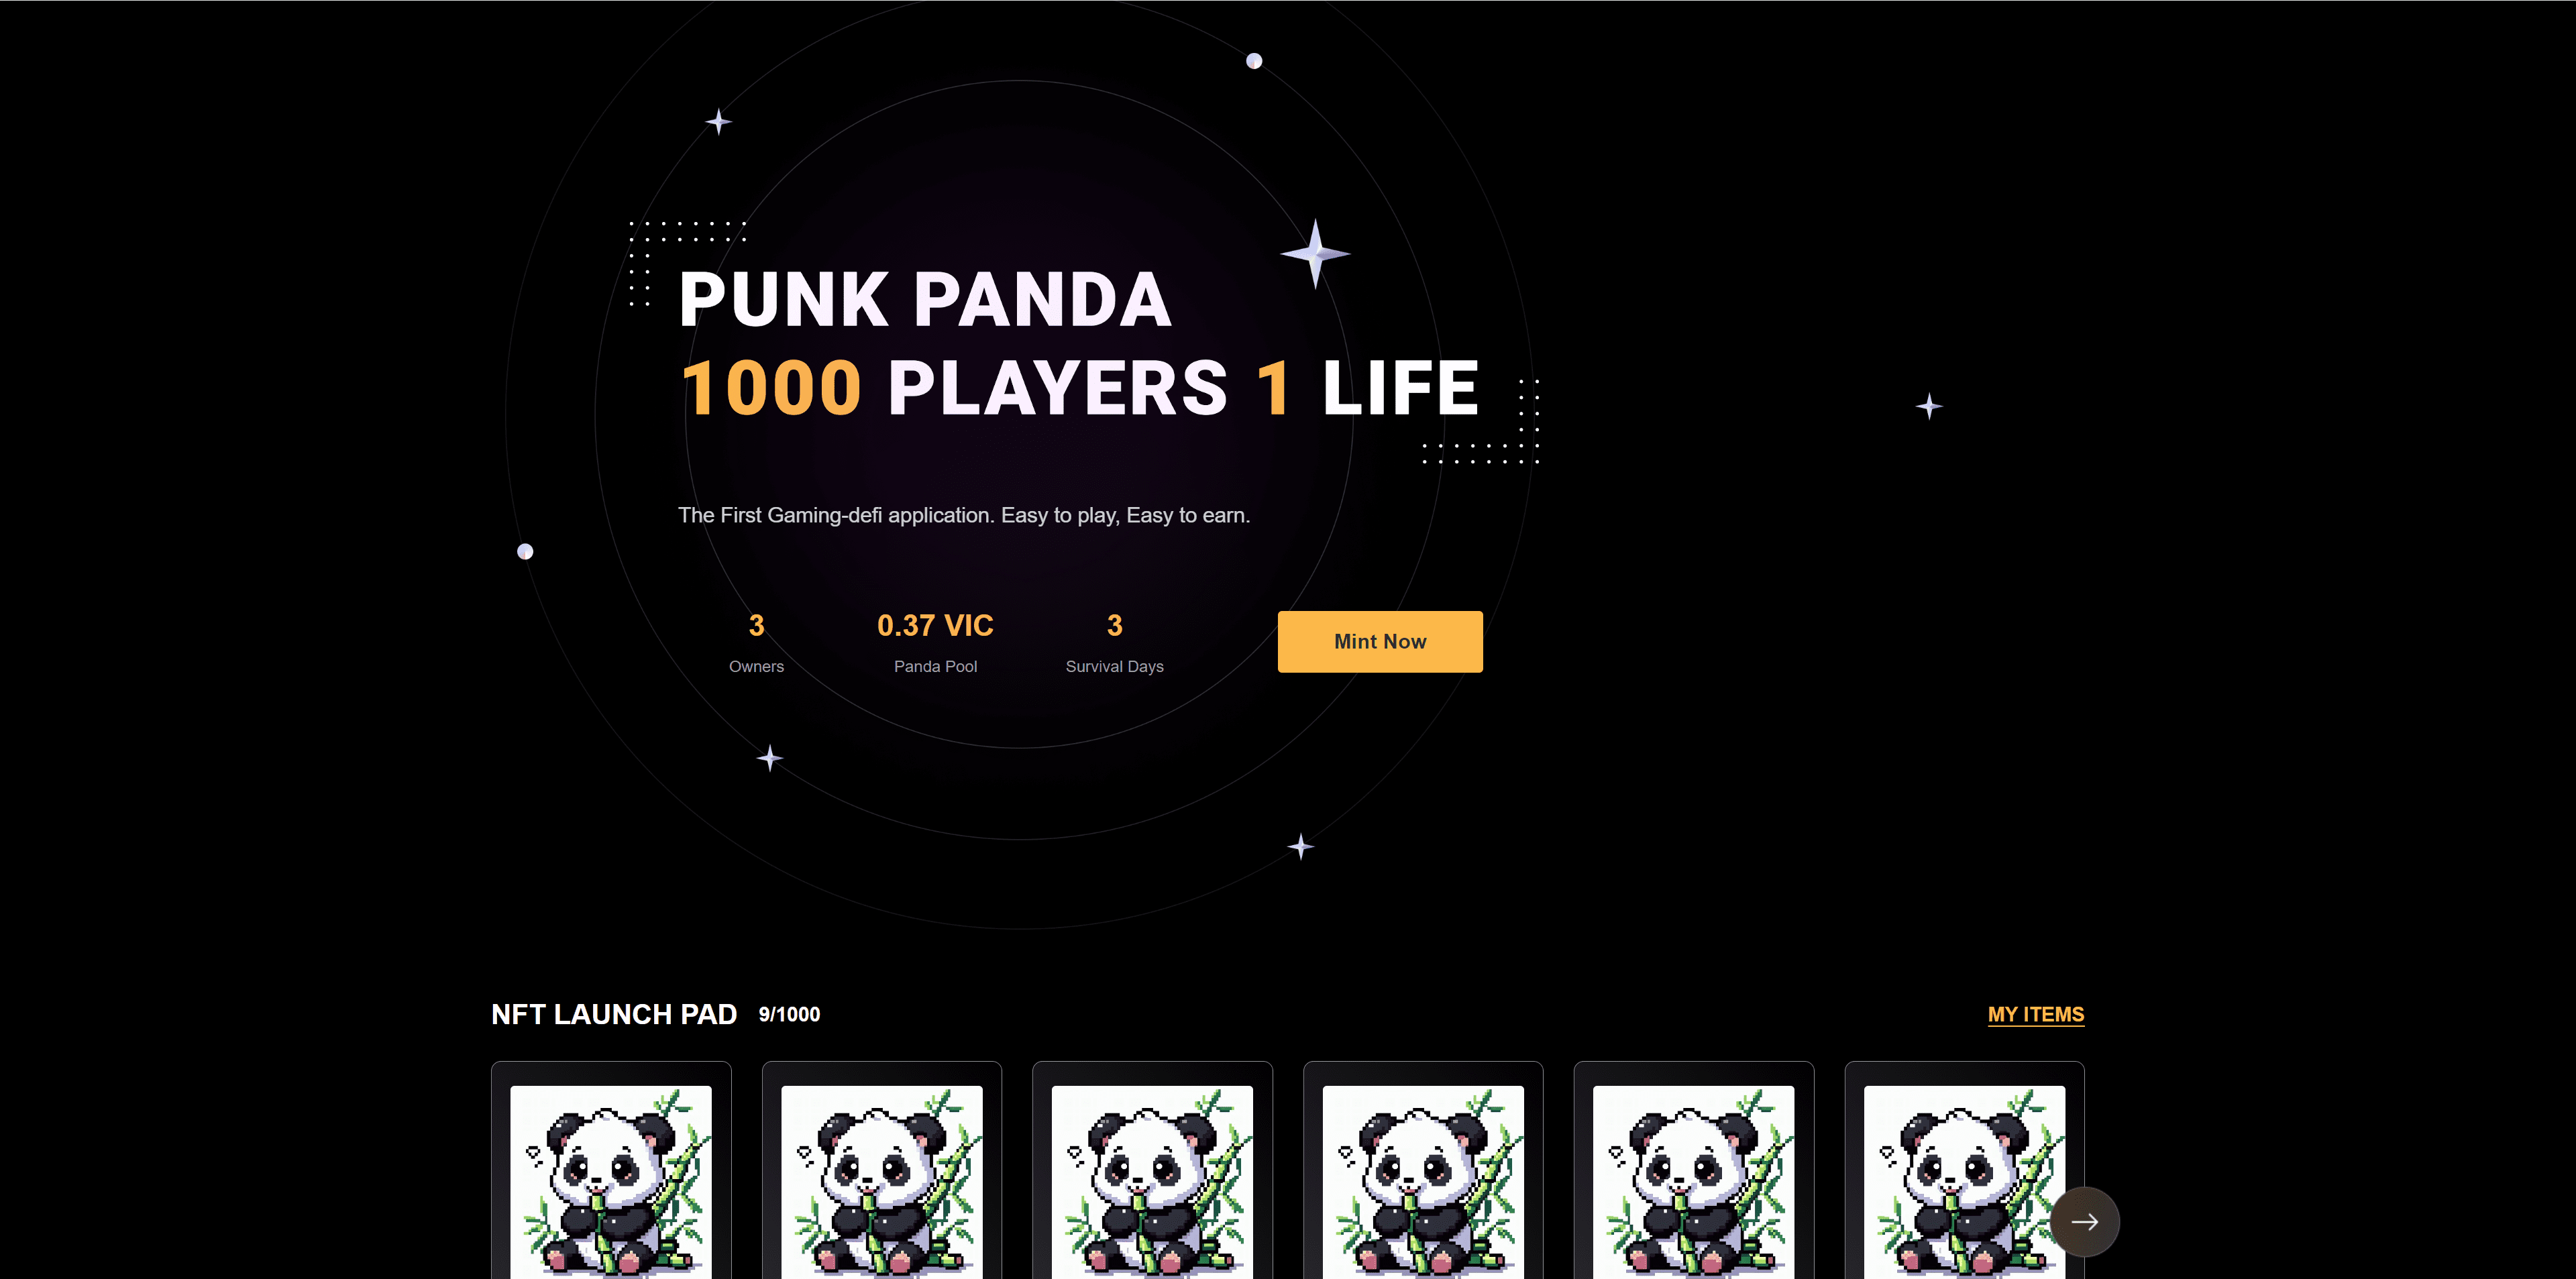 PUNK PANDA
1000 PLAYERS 1 LIFE
The First Gaming-defi application. Easy to play, Easy to earn.
3
Owners
0.37 VIC
Panda Pool
3
Survival Days
Mint Now
NFT LAUNCH PAD 9/1000
MY ITEMS